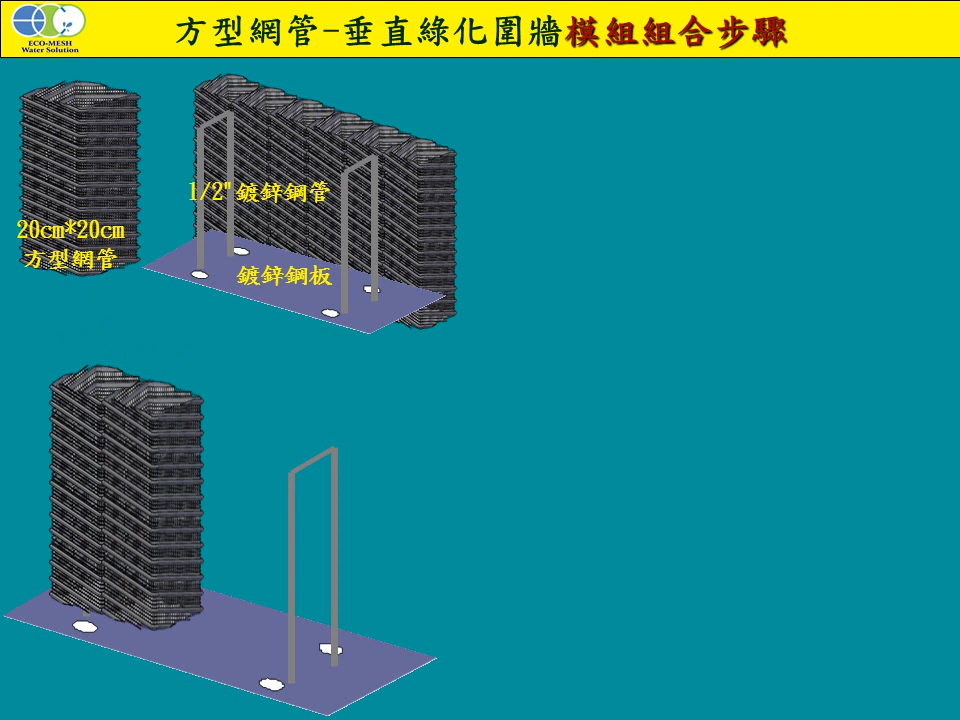 ECO-MESH
Water Solution
方型網管-垂直綠化圍牆模組組合步驟
1/2"鍍鋅鋼管
20cm*20cm
方型網管
鍍鋅鋼板